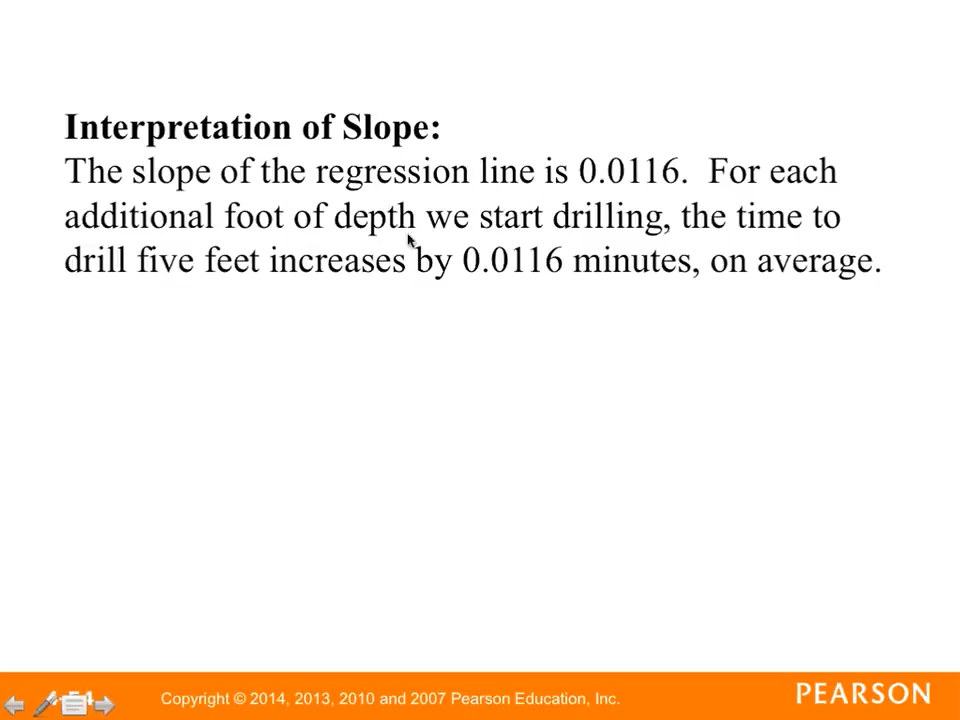 Interpretation of Slope:
The slope of the regression line is 0.0116.  For each
additional foot of depth we start drilling, the time to
drill five feet increases by 0.0116 minutes, on average.
Copyright © 2014, 2013, 2010 and 2007 Pearson Education, Inc.
PEARSON